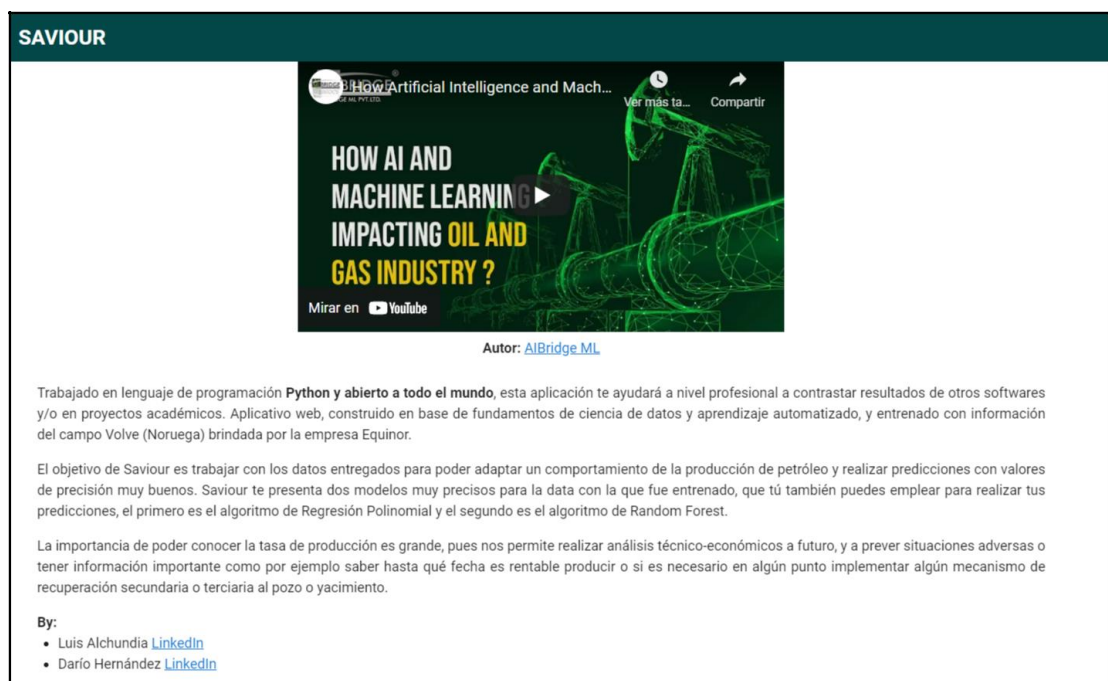 SAVIOUR
How Artificial Intelligence and Mach...
Ver más ta...
Compartir
HOW AI AND
MACHINE LEARNING
IMPACTING OIL AND
GAS INDUSTRY ?
Mirar en YouTube
Autor: AIBridge ML
Trabajado en lenguaje de programación Python y abierto a todo el mundo, esta aplicación te ayudará a nivel profesional a contrastar resultados de otros softwares
y/o en proyectos académicos. Aplicativo web, construido en base de fundamentos de ciencia de datos y aprendizaje automatizado, y entrenado con información
del campo Volve (Noruega) brindada por la empresa Equinor.
El objetivo de Saviour es trabajar con los datos entregados para poder adaptar un comportamiento de la producción de petróleo y realizar predicciones con valores
de precisión muy buenos. Saviour te presenta dos modelos muy precisos para la data con la que fue entrenado, que tú también puedes emplear para realizar tus
predicciones, el primero es el algoritmo de Regresión Polinomial y el segundo es el algoritmo de Random Forest.
La importancia de poder conocer la tasa de producción es grande, pues nos permite realizar análisis técnico-económicos a futuro, y a prever situaciones adversas o
tener información importante como por ejemplo saber hasta qué fecha es rentable producir o si es necesario en algún punto implementar algún mecanismo de
recuperación secundaria o terciaria al pozo o yacimiento.
By:
• Luis Alchundia LinkedIn
• Darío Hernández LinkedIn